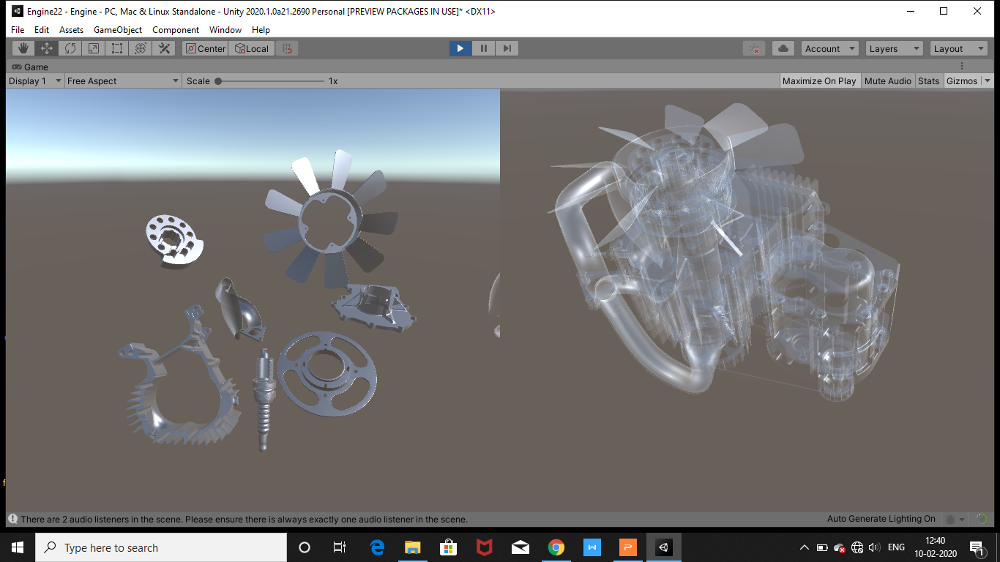 Engine22 - Engine - PC, Mac & Linux Standalone - Unity 2020.1.0a21.2690 Personal [PREVIEW PACKAGES IN USE]* <DX11>
File Edit Assets GameObject Component Window Help
Center Local Account Layers Layout
Game
Display 1 Free Aspect Scale 1x Maximize On Play Mute Audio Stats Gizmos
f
There are 2 audio listeners in the scene. Please ensure there is always exactly one audio listener in the scene. Auto Generate Lighting On
Type here to search
W
P
ENG
12:40
10-02-2020
1